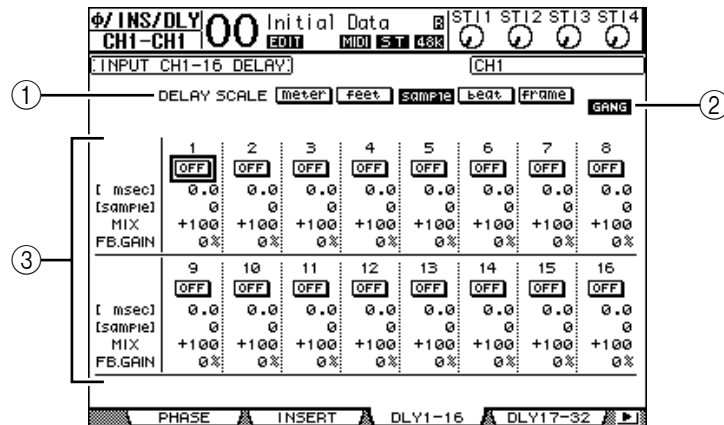 Φ/INS/DLY 00 Initial Data R ST11 ST12 ST13 ST14
CH1-CH1 EDIT MIDI ST 48K
INPUT CH1-16 DELAY CH1
① DELAY SCALE meter feet sample beat frame
GANG ②
③
1 2 3 4 5 6 7 8
OFF OFF OFF OFF OFF OFF OFF OFF
[ msec] 0.0 0.0 0.0 0.0 0.0 0.0 0.0 0.0
[sample] 0 0 0 0 0 0 0 0
MIX +100 +100 +100 +100 +100 +100 +100 +100
FB.GAIN 0% 0% 0% 0% 0% 0% 0% 0%
9 10 11 12 13 14 15 16
OFF OFF OFF OFF OFF OFF OFF OFF
[ msec] 0.0 0.0 0.0 0.0 0.0 0.0 0.0 0.0
[sample] 0 0 0 0 0 0 0 0
MIX +100 +100 +100 +100 +100 +100 +100 +100
FB.GAIN 0% 0% 0% 0% 0% 0% 0% 0%
PHASE INSERT DLY1-16 DLY17-32